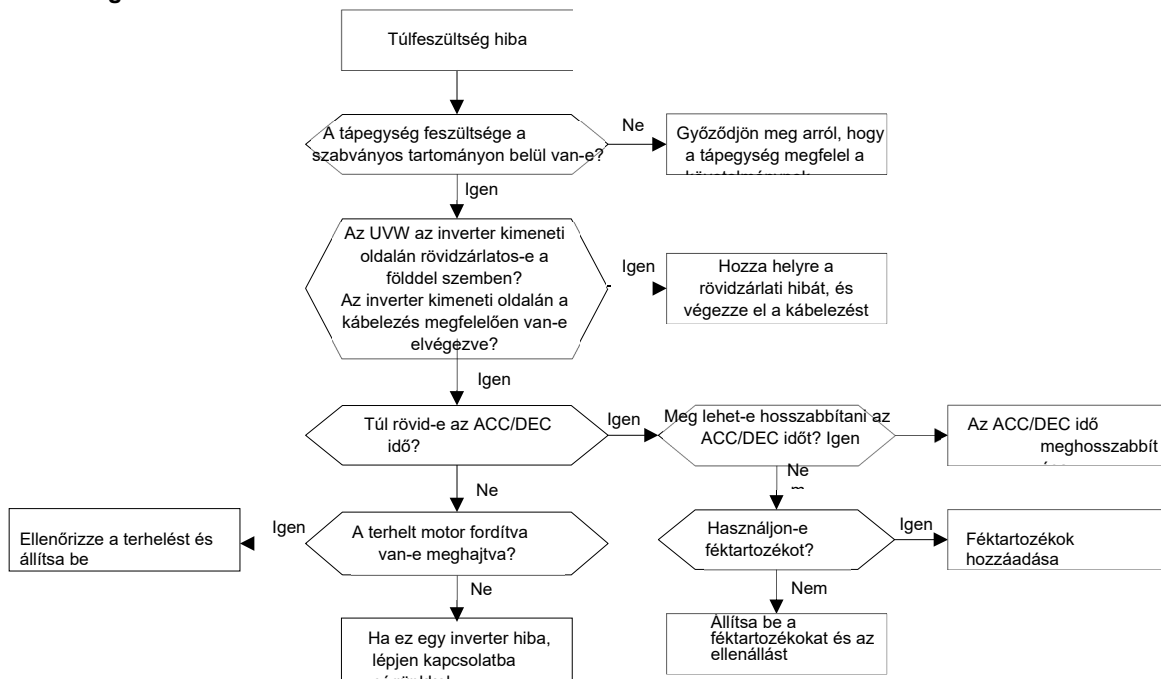 Túlfeszültség hiba
A tápegység feszültsége a
szabványos tartományon belül van-e?
Ne
Győződjön meg arról, hogy
a tápegység megfelel a
Igen
Az UVW az inverter kimeneti
oldalán rövidzárlatos-e a
földdel szemben?
Az inverter kimeneti oldalán a
kábelezés megfelelően van-e
elvégezve?
Igen
Hozza helyre a
rövidzárlati hibát, és
végezze el a kábelezést
Igen
Túl rövid-e az ACC/DEC
idő?
Igen
Meg lehet-e hosszabbítani az
ACC/DEC időt? Igen
Az ACC/DEC idő
meghosszabbít
Ne
Ne
Ellenőrizze a terhelést és
állítsa be
Igen
A terhelt motor fordítva
van-e meghajtva?
Használjon-e
féktartozékot?
Igen
Féktartozékok
hozzáadása
Ne
Nem
Ha ez egy inverter hiba,
lépjen kapcsolatba
Állítsa be a
féktartozékokat és az
ellenállást